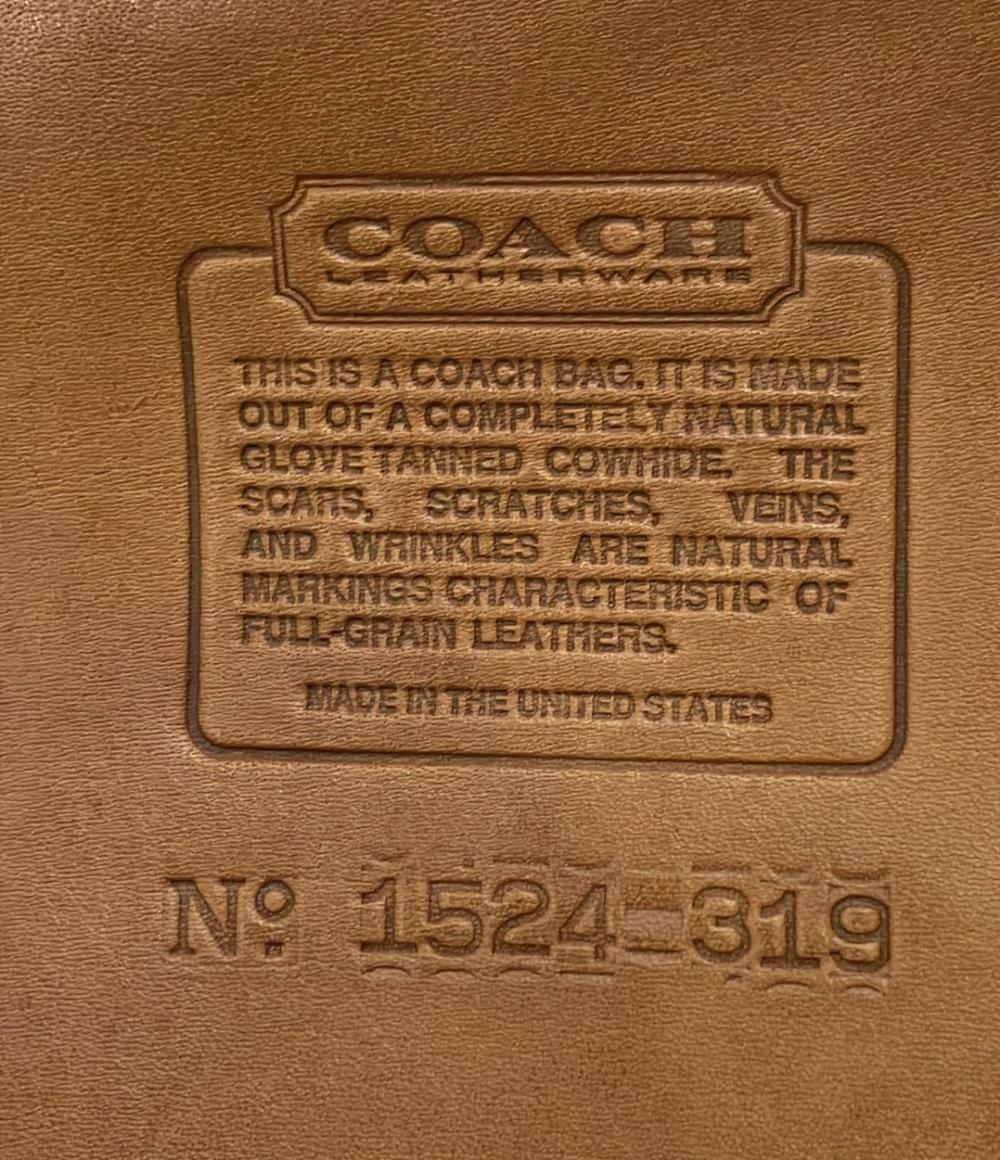 COACH
LEATHERWARE
THIS IS A COACH BAG. IT IS MADE
OUT OF A COMPLETELY NATURAL
GLOVE TANNED COWHIDE. THE
SCARS, SCRATCHES, VEINS,
AND WRINKLES ARE NATURAL
MARKINGS CHARACTERISTIC OF
FULL-GRAIN LEATHERS.
MADE IN THE UNITED STATES
Nº 1524-319